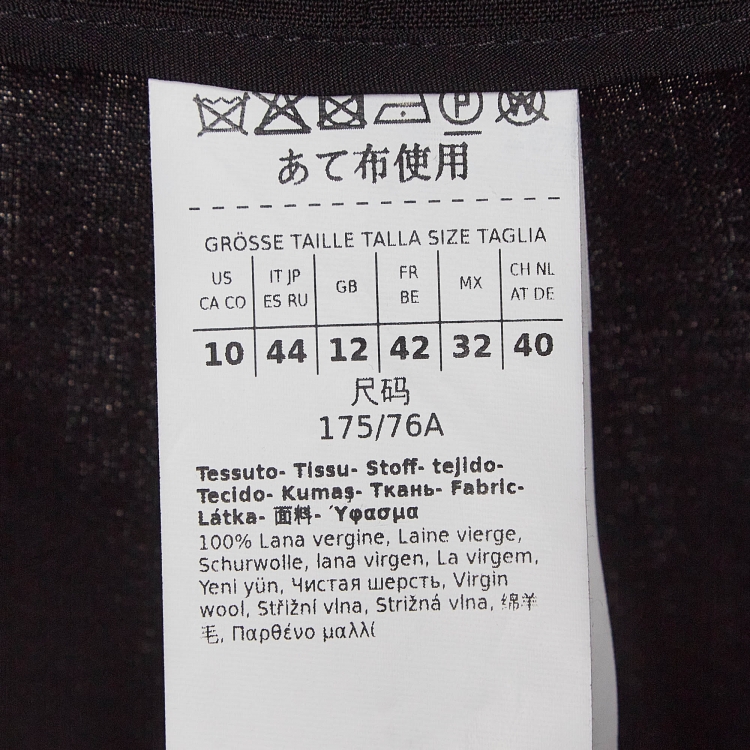 P W
あて布使用
GRÖSSE TAILLE TALLA SIZE TAGLIA
US CA CO IT JP ES RU GB FR BE MX CH NL AT DE
10 44 12 42 32 40
尺码
175/76A
Tessuto- Tissu- Stoff- tejido-
Tecido- Kumaş- Ткань- Fabric-
Látka- 面料- Ύφασμα
100% Lana vergine, Laine vierge,
Schurwolle, lana virgen, La virgem,
Yeni yün, Чистая шерсть, Virgin
wool, Střižní vlna, Strižná vlna, 绵羊
毛, Παρθένο μαλλί